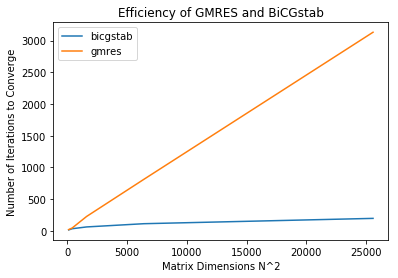 Efficiency of GMRES and BiCGstab
bicgstab
gmres
3000
2500
2000
1500
1000
500
0
Number of Iterations to Converge
0 5000 10000 15000 20000 25000
Matrix Dimensions N^2